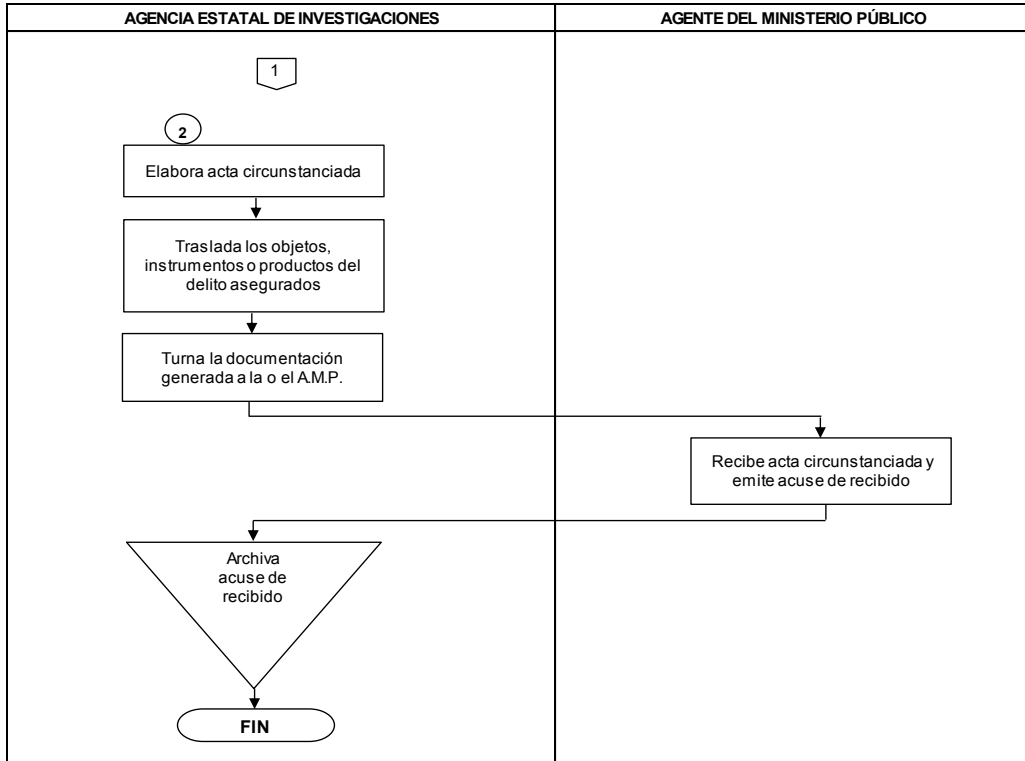 AGENCIA ESTATAL DE INVESTIGACIONES
AGENTE DEL MINISTERIO PÚBLICO
1
2
Elabora acta circunstanciada
Traslada los objetos,
instrumentos o productos del
delito asegurados
Turna la documentación
generada a la o el A.M.P.
Recibe acta circunstanciada y
emite acuse de recibido
Archiva
acuse de
recibido
FIN